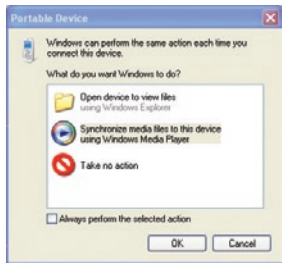 Portable Device
Windows can perform the same action each time you
connect this device.
What do you want Windows to do?
Open device to view files
using Windows Explorer
Synchronize media files to this device
using Windows Media Player
Take no action
Always perform the selected action
OK
Cancel